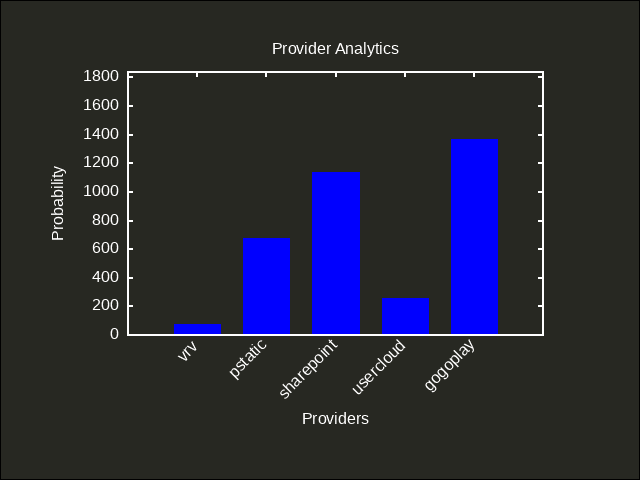 Provider Analytics
1800
1600
1400
1200
1000
800
600
400
200
0
Probability
vrv
pstatic
sharepoint
usercloud
gogoplay
Providers